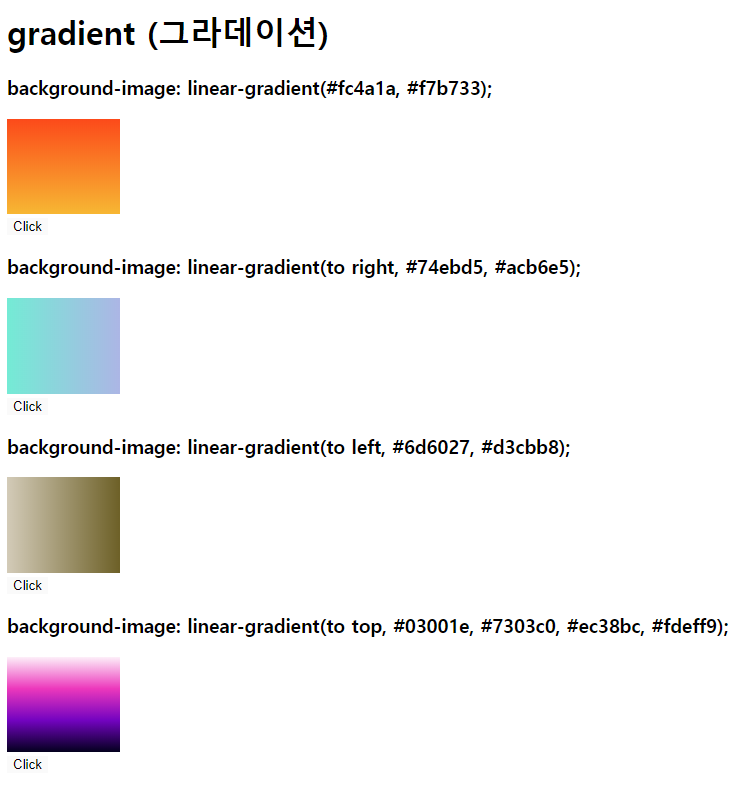 gradient (그라데이션)
background-image: linear-gradient(#fc4a1a, #f7b733);
Click
background-image: linear-gradient(to right, #74ebd5, #acb6e5);
Click
background-image: linear-gradient(to left, #6d6027, #d3cbb8);
Click
background-image: linear-gradient(to top, #03001e, #7303c0, #ec38bc, #fdeff9);
Click